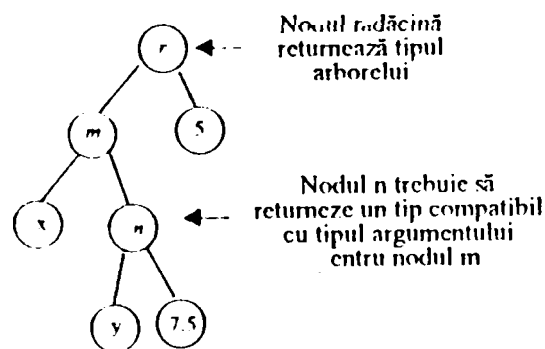 r
Nodul rădăcină
returnează tipul
arborelui
m
5
x
n
Nodul n trebuie să
returneze un tip compatibil
cu tipul argumentului
entru nodul m
y
7.5